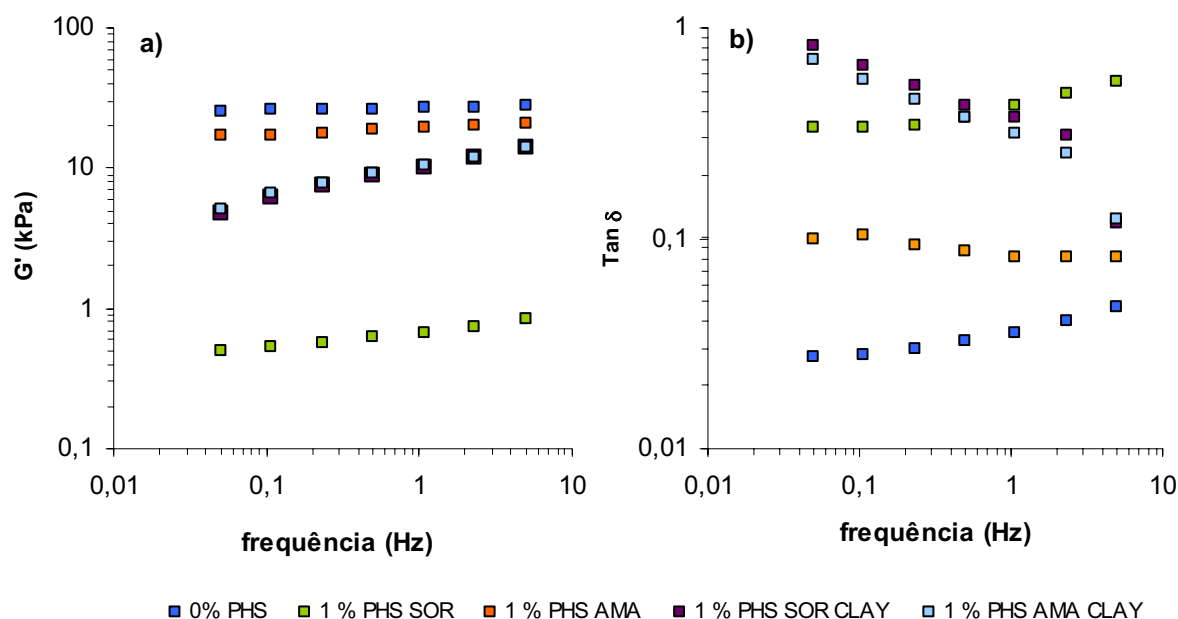 a)
100
10
1
0,1
G' (kPa)
0,01
0,1
1
10
frequência (Hz)
b)
1
0,1
0,01
Tan δ
0,01
0,1
1
10
frequência (Hz)
0% PHS
1 % PHS SOR
1 % PHS AMA
1 % PHS SOR CLAY
1 % PHS AMA CLAY